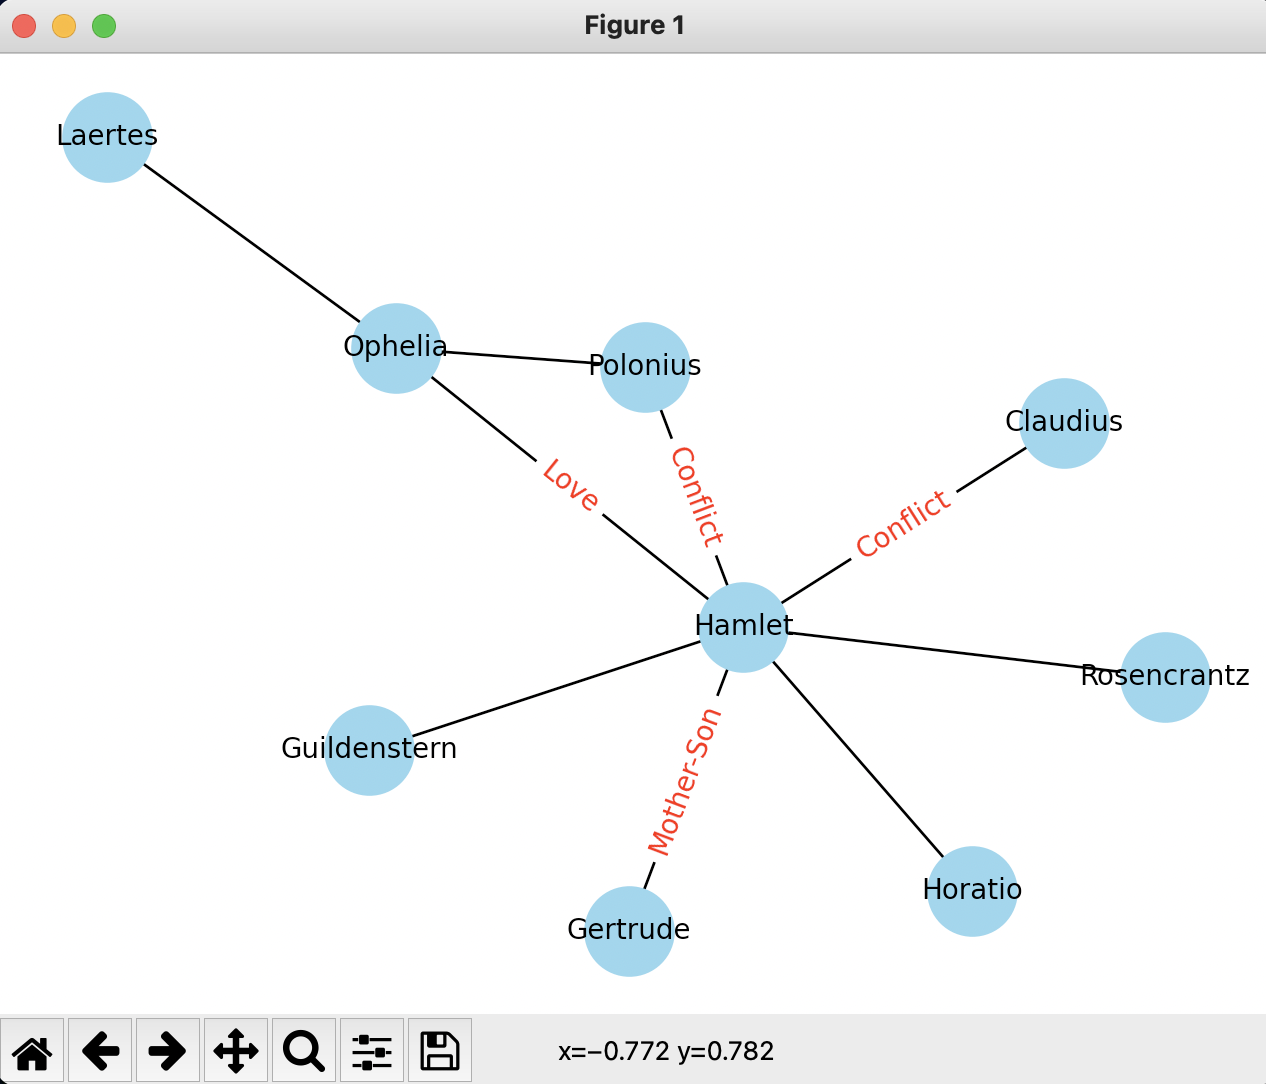 Figure 1
Laertes
Ophelia
Polonius
Claudius
Love
Conflict
Conflict
Hamlet
Rosencrantz
Guildenstern
Mother-Son
Horatio
Gertrude
x=−0.772 y=0.782